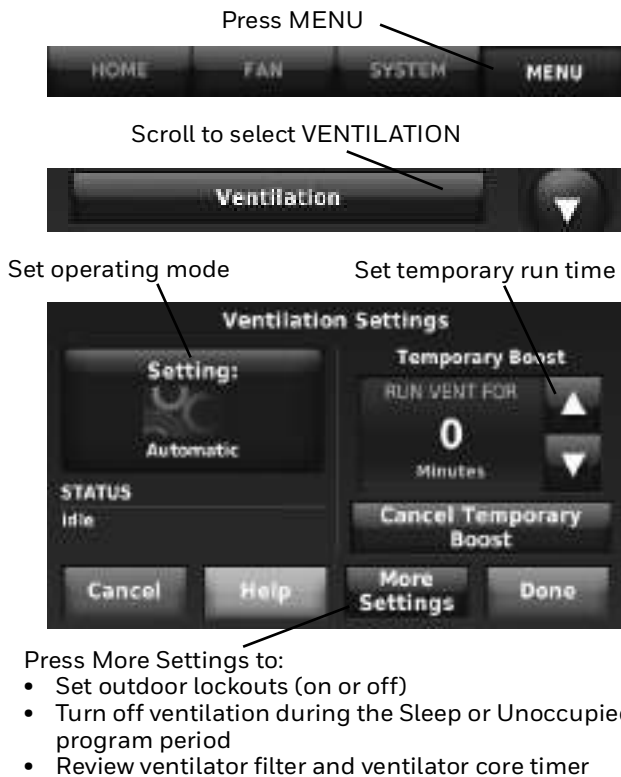 Press MENU
HOME FAN SYSTEM MENU
Scroll to select VENTILATION
Ventilation
Set operating mode
Set temporary run time
Ventilation Settings
Setting:
Automatic
STATUS
Idle
Temporary Boost
RUN VENT FOR
0
Minutes
Cancel Temporary
Boost
Cancel
Help
More
Settings
Done
Press More Settings to:
• Set outdoor lockouts (on or off)
• Turn off ventilation during the Sleep or Unoccupie
program period
• Review ventilator filter and ventilator core timer